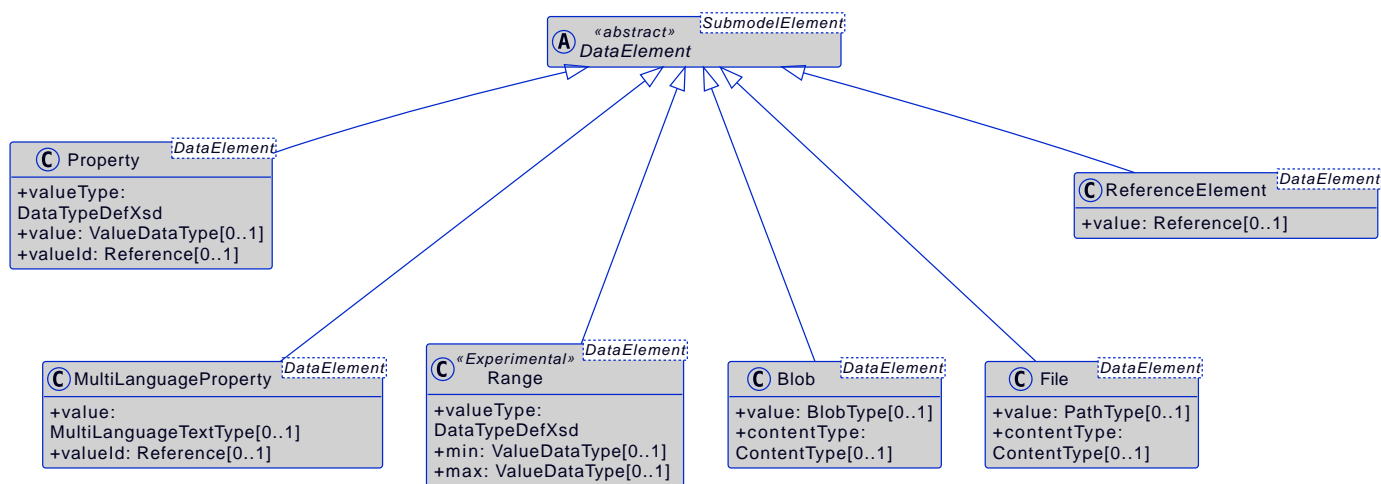 SubmodelElement
«abstract»
A
DataElement
DataElement
C Property
+valueType:
DataTypeDefXsd
+value: ValueDataType[0..1]
+valueId: Reference[0..1]
DataElement
C ReferenceElement
+value: Reference[0..1]
DataElement
C MultiLanguageProperty
+value:
MultiLanguageTextType[0..1]
+valueId: Reference[0..1]
DataElement
«Experimental»
C
Range
+valueType:
DataTypeDefXsd
+min: ValueDataType[0..1]
+max: ValueDataType[0..1]
DataElement
C Blob
+value: BlobType[0..1]
+contentType:
ContentType[0..1]
DataElement
C File
+value: PathType[0..1]
+contentType:
ContentType[0..1]